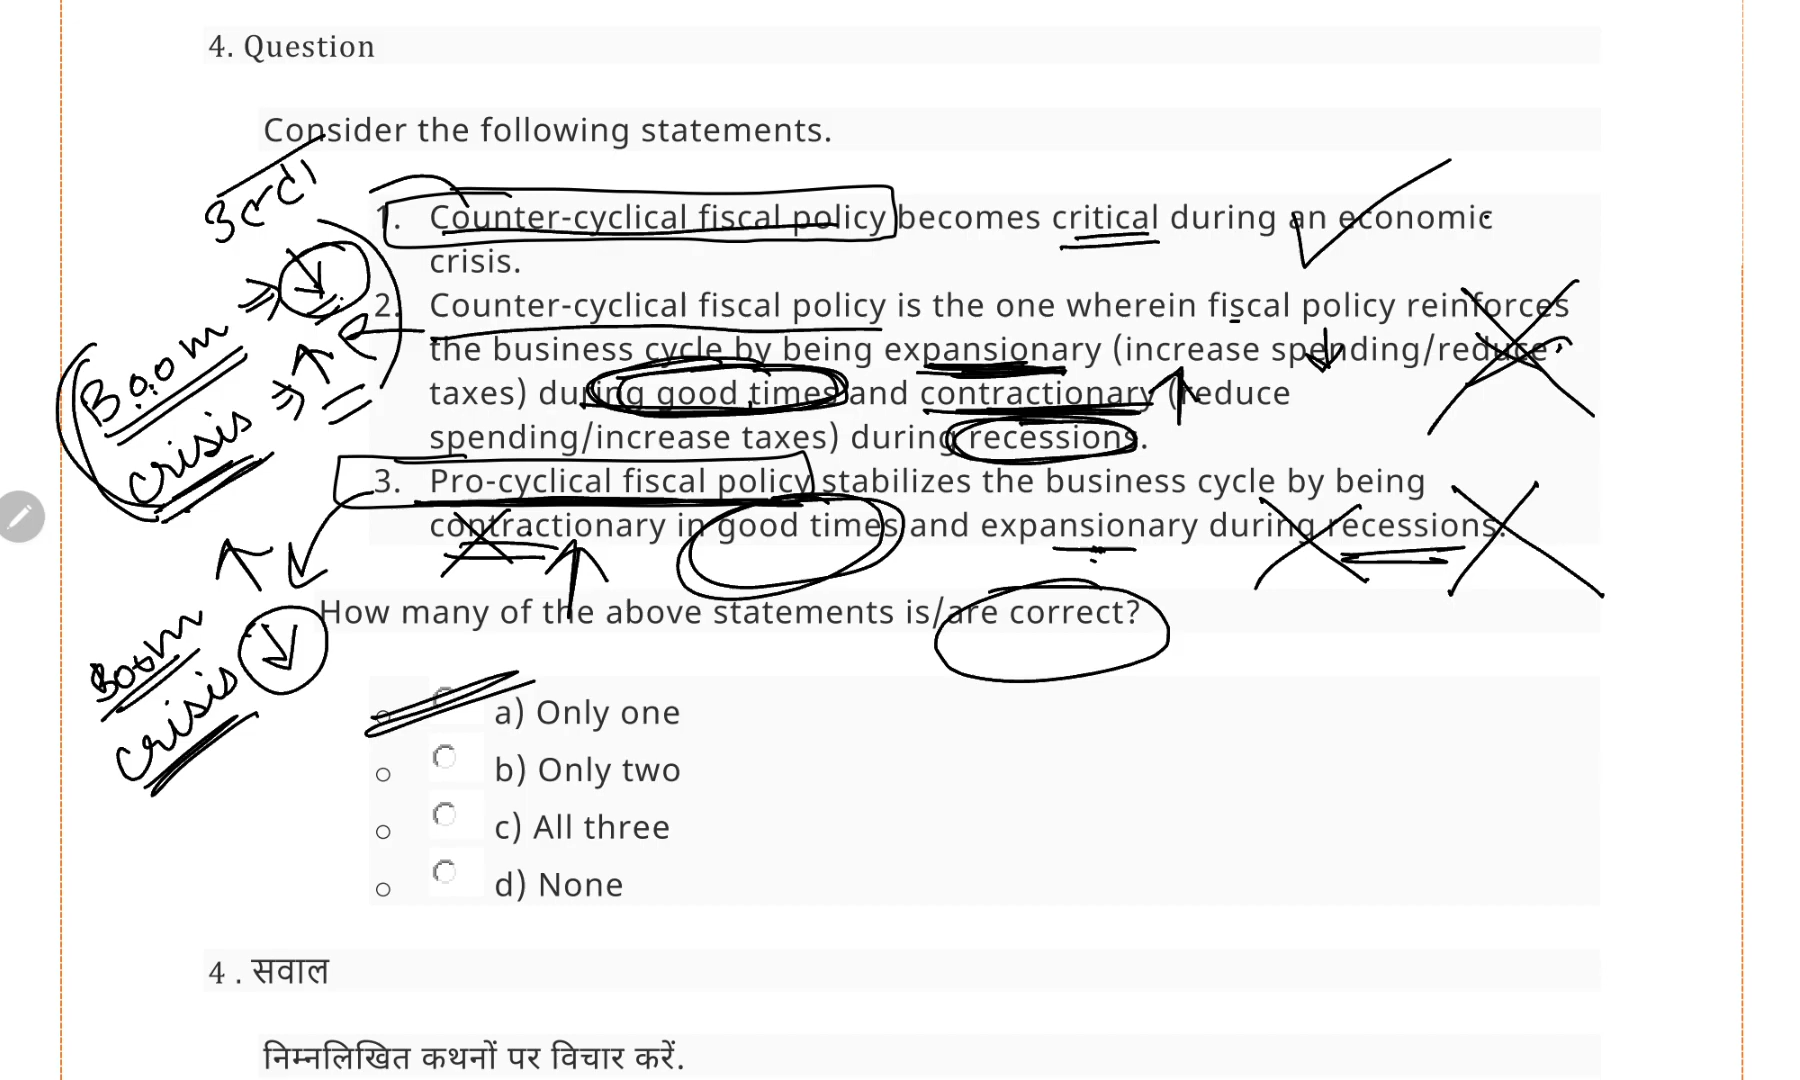 4. Question
Consider the following statements.
3rd
1. Counter-cyclical fiscal policy becomes critical during an economic
crisis.
2. Counter-cyclical fiscal policy is the one wherein fiscal policy reinforces
the business cycle by being expansionary (increase spending/reduce
taxes) during good times and contractionary (reduce
spending/increase taxes) during recessions.
Boom
crisis
3. Pro-cyclical fiscal policy stabilizes the business cycle by being
contractionary in good times and expansionary during recessions.
How many of the above statements is/are correct?
Boom
crisis
a) Only one
b) Only two
c) All three
d) None
4 . सवाल
निम्नलिखित कथनों पर विचार करें.